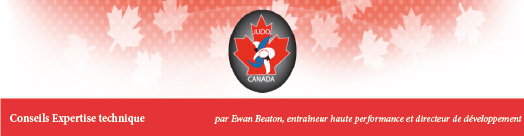 JUDO
CANADA
Conseils Expertise technique
par Ewan Beaton, entraîneur haute performance et directeur de développement